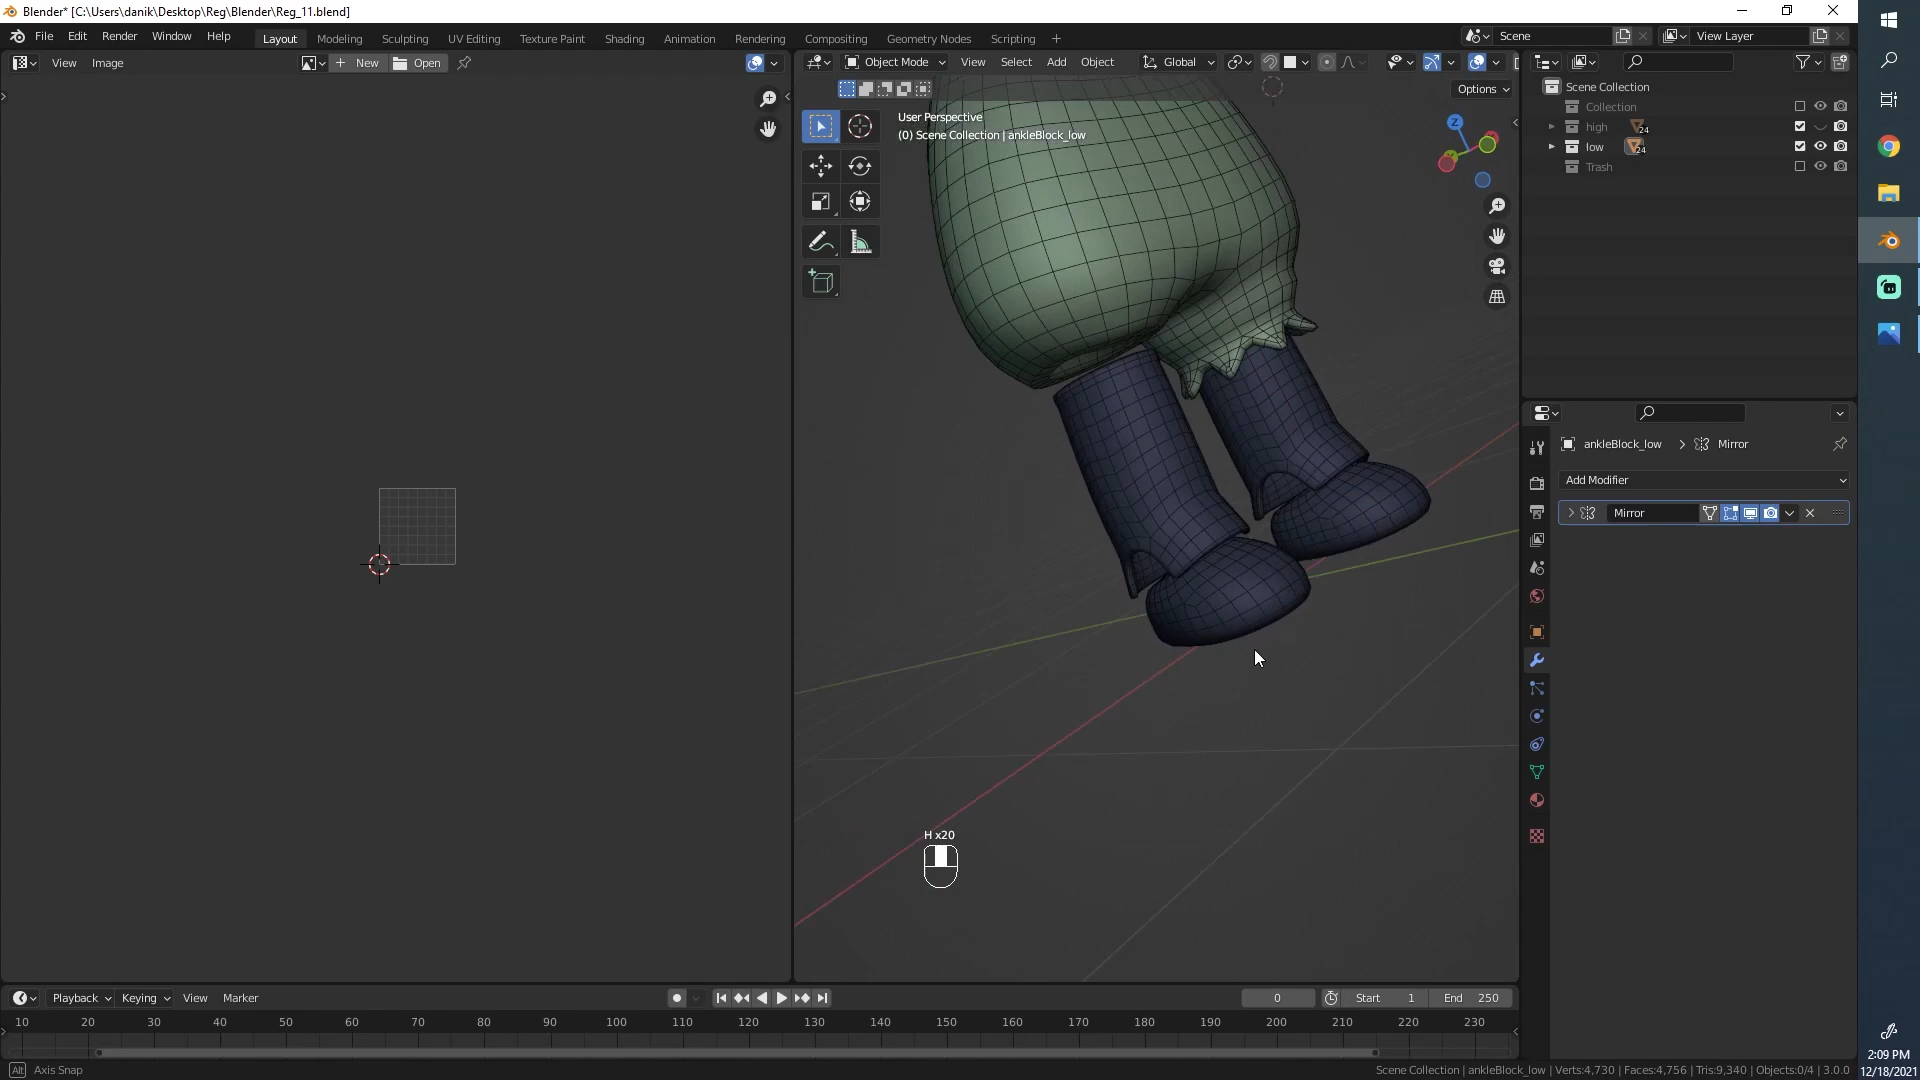 Blender* [C:\Users\danik\Desktop\Reg\Blender\Reg_11.blend]
File Edit Render Window Help Layout Modeling Sculpting UV Editing Texture Paint Shading Animation Rendering Compositing Geometry Nodes Scripting + Scene View Layer
View Image + New Open Object Mode View Select Add Object Global
Options
User Perspective
(0) Scene Collection | ankleBlock_low
Z
Scene Collection
Collection
high 24
low 24
Trash
ankleBlock_low > Mirror
Add Modifier
Mirror
H x20
Playback Keying View Marker 0 Start 1 End 250
10 20 30 40 50 60 70 80 90 100 110 120 130 140 150 160 170 180 190 200 210 220 230
Alt Axis Snap Scene Collection | ankleBlock_low | Verts:4,730 | Faces:4,756 | Tris:9,340 | Objects:0/4 | 3.0.0
2:09 PM
12/18/2021